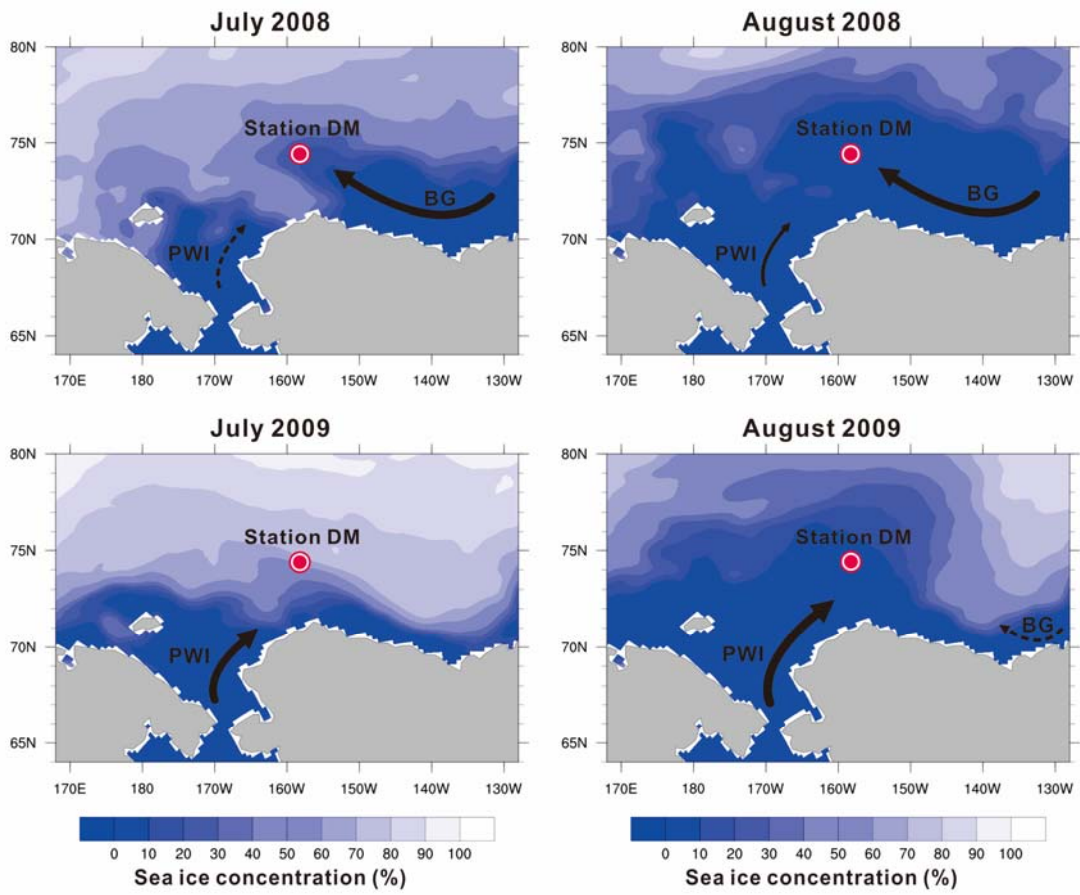 July 2008
80N
75N
70N
65N
Station DM
BG
PWI
170E 180 170W 160W 150W 140W 130W
August 2008
80N
75N
70N
65N
Station DM
BG
PWI
170E 180 170W 160W 150W 140W 130W
July 2009
80N
75N
70N
65N
Station DM
PWI
170E 180 170W 160W 150W 140W 130W
August 2009
80N
75N
70N
65N
Station DM
BG
PWI
170E 180 170W 160W 150W 140W 130W
0 10 20 30 40 50 60 70 80 90 100
Sea ice concentration (%)
0 10 20 30 40 50 60 70 80 90 100
Sea ice concentration (%)